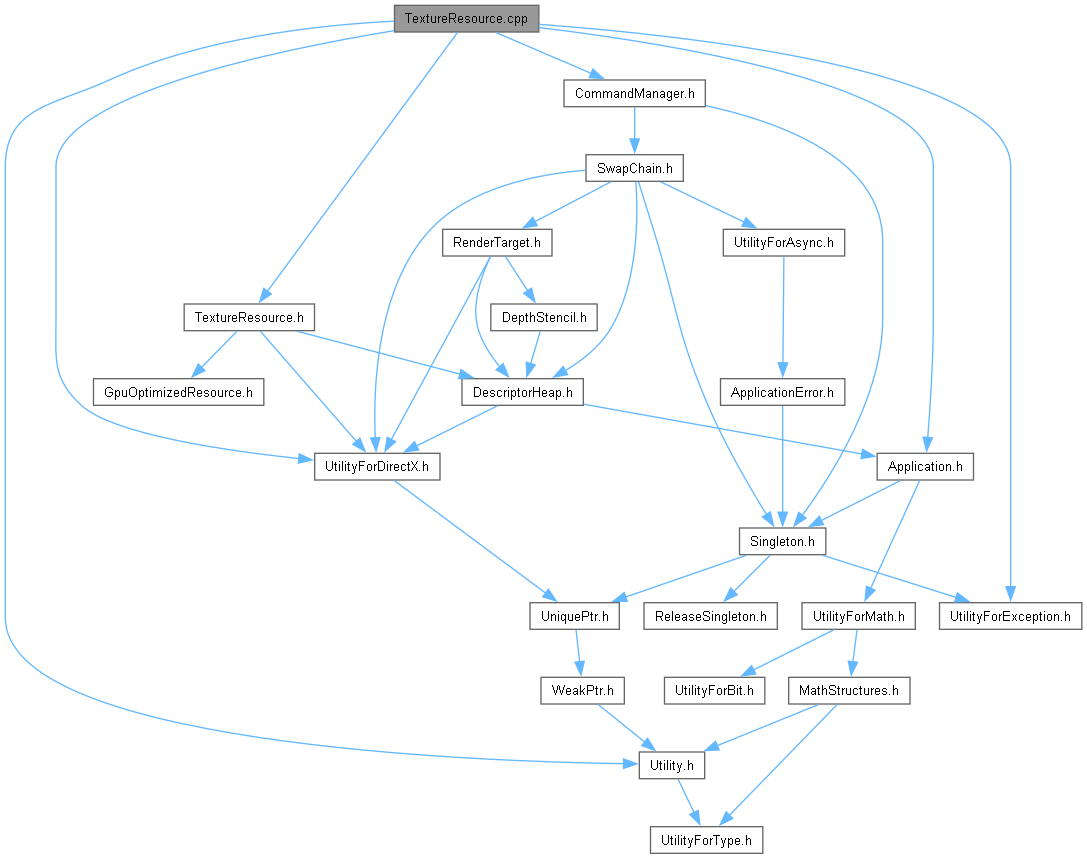 TextureResource.cpp
CommandManager.h
SwapChain.h
RenderTarget.h
UtilityForAsync.h
TextureResource.h
DepthStencil.h
GpuOptimizedResource.h
DescriptorHeap.h
ApplicationError.h
UtilityForDirectX.h
Application.h
Singleton.h
UniquePtr.h
ReleaseSingleton.h
UtilityForMath.h
UtilityForException.h
WeakPtr.h
UtilityForBit.h
MathStructures.h
Utility.h
UtilityForType.h